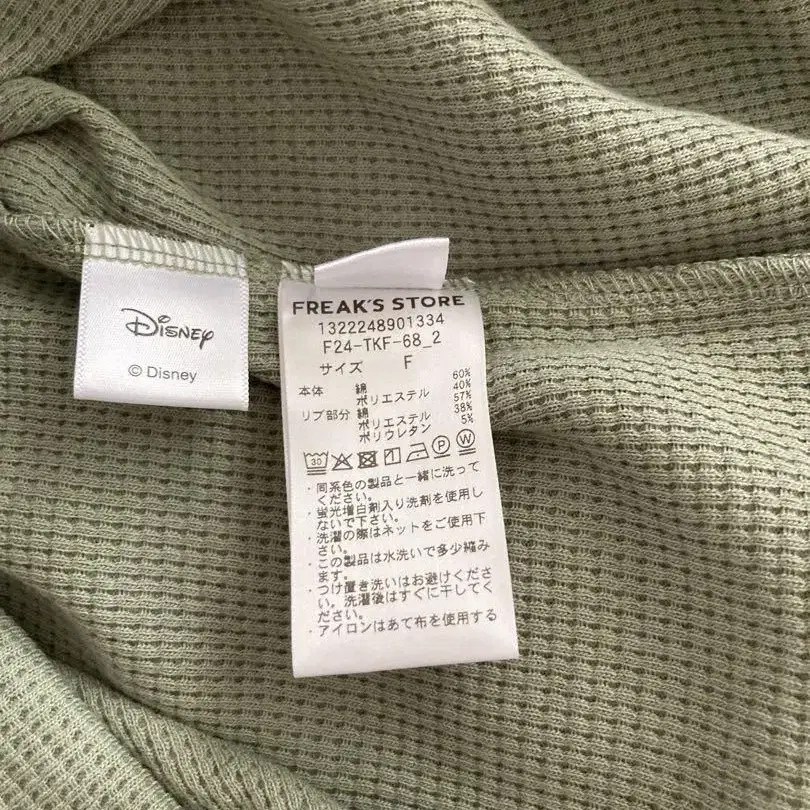 Disney
© Disney
FREAK'S STORE
1322248901334
F24-TKF-68_2
サイズ F
本体 綿 60%
ポリエステル 40%
リブ部分 綿 57%
ポリエステル 38%
ポリウレタン 5%
30 P W
・同系色の製品と一緒に洗って
ください。
・蛍光増白剤入り洗剤を使用し
ないで下さい。
・洗濯の際はネットをご使用下
さい。
・この製品は水洗いで多少縮み
ます。
・つけ置き洗いはお避けくださ
い。洗濯後はすぐに干してく
ださい。
・アイロンはあて布を使用する